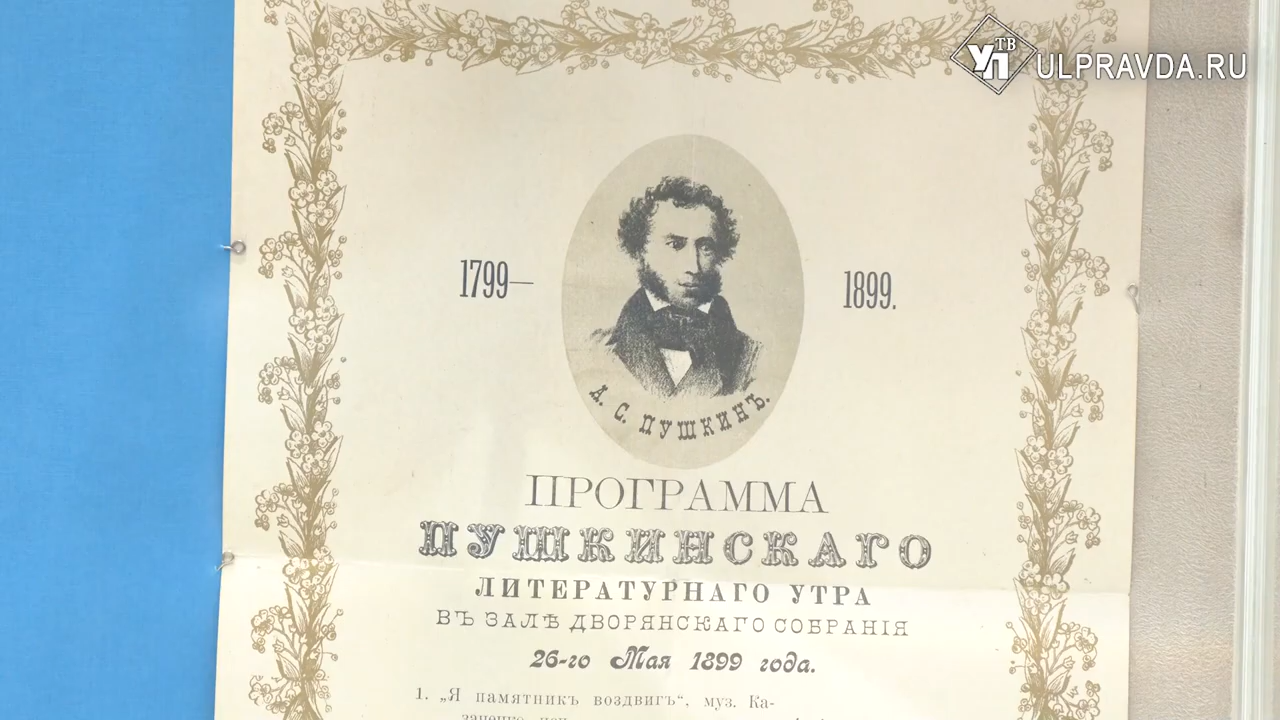 УП ТВ ULPRAVDA.RU
1799—
1899.
А. С. ПУШКИНЪ.
ПРОГРАММА
ПУШКИНСКАГО
ЛИТЕРАТУРНАГО УТРА
ВЪ ЗАЛѢ ДВОРЯНСКАГО СОБРАНІЯ
26-го Мая 1899 года.
1. „Я памятникъ воздвигъ“, муз. Ка-